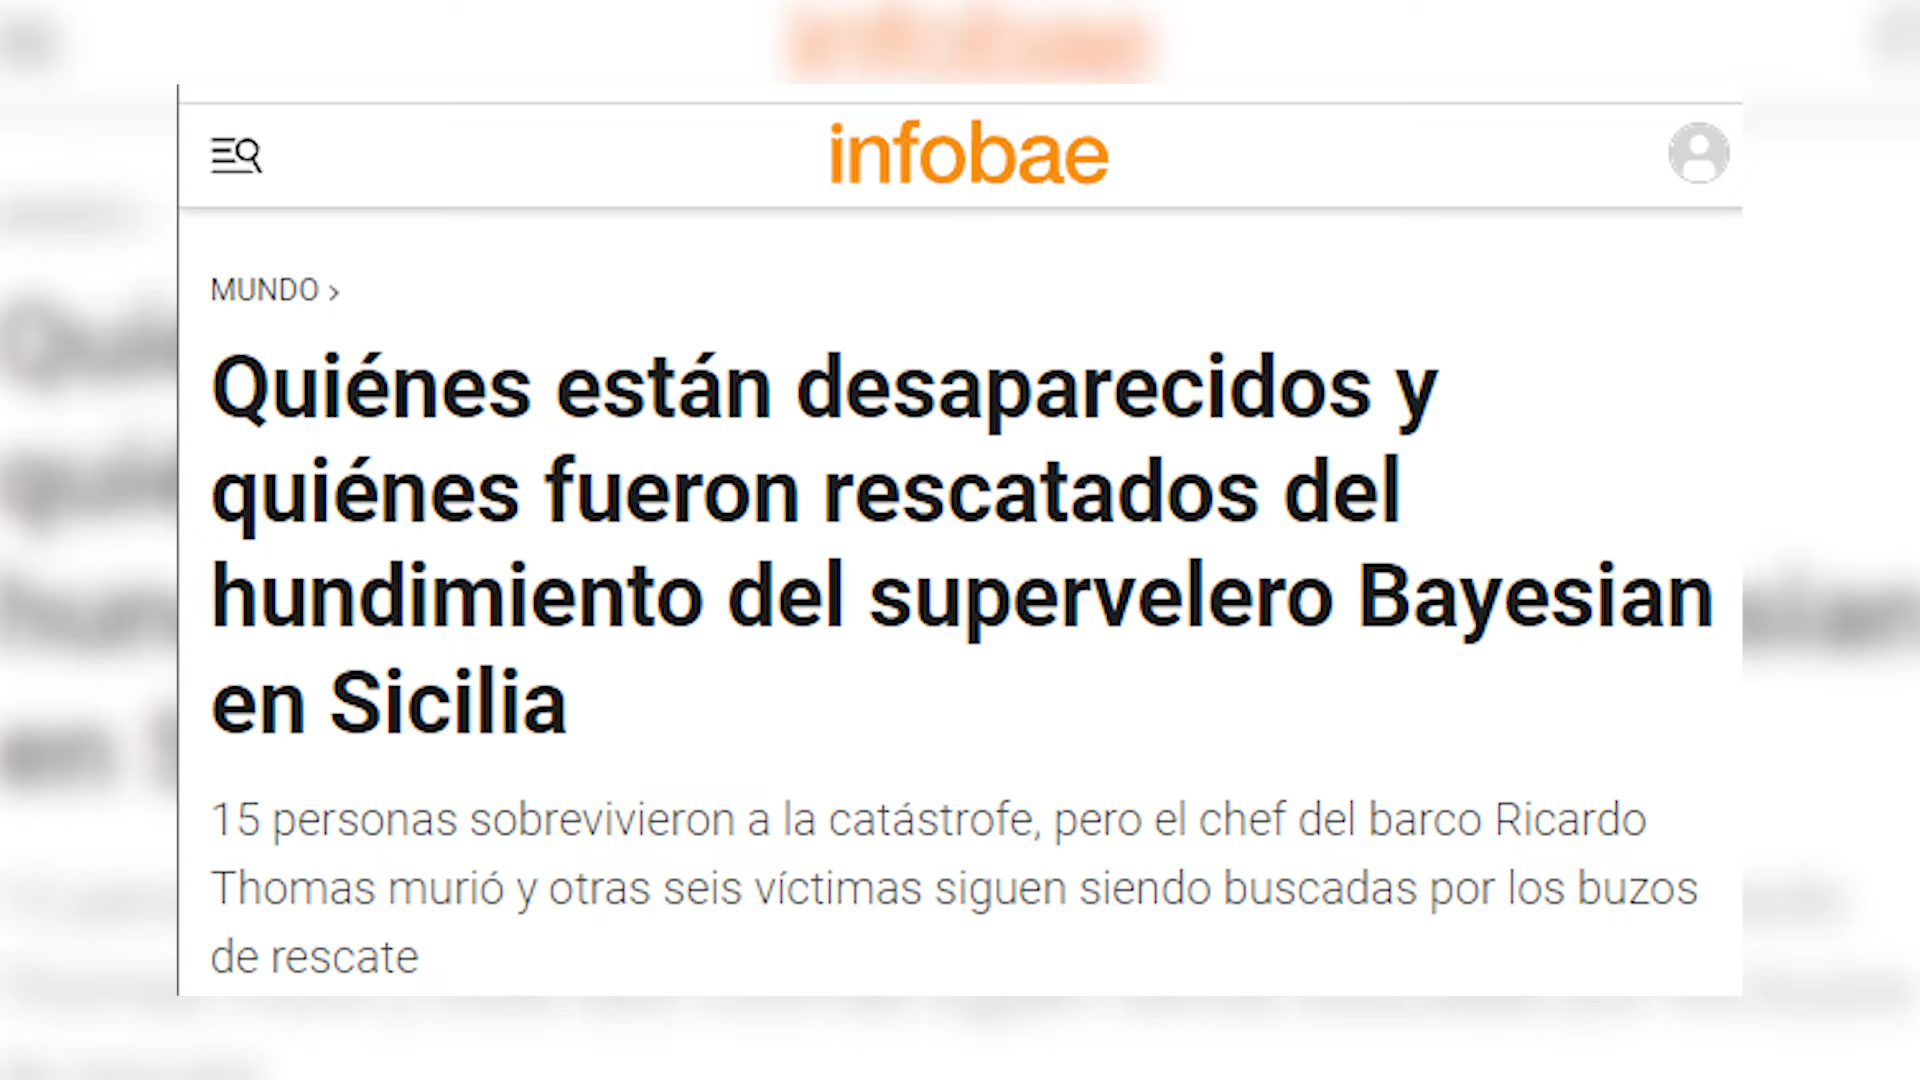 infobae
MUNDO >
Quiénes están desaparecidos y
quiénes fueron rescatados del
hundimiento del supervelero Bayesian
en Sicilia
15 personas sobrevivieron a la catástrofe, pero el chef del barco Ricardo
Thomas murió y otras seis víctimas siguen siendo buscadas por los buzos
de rescate